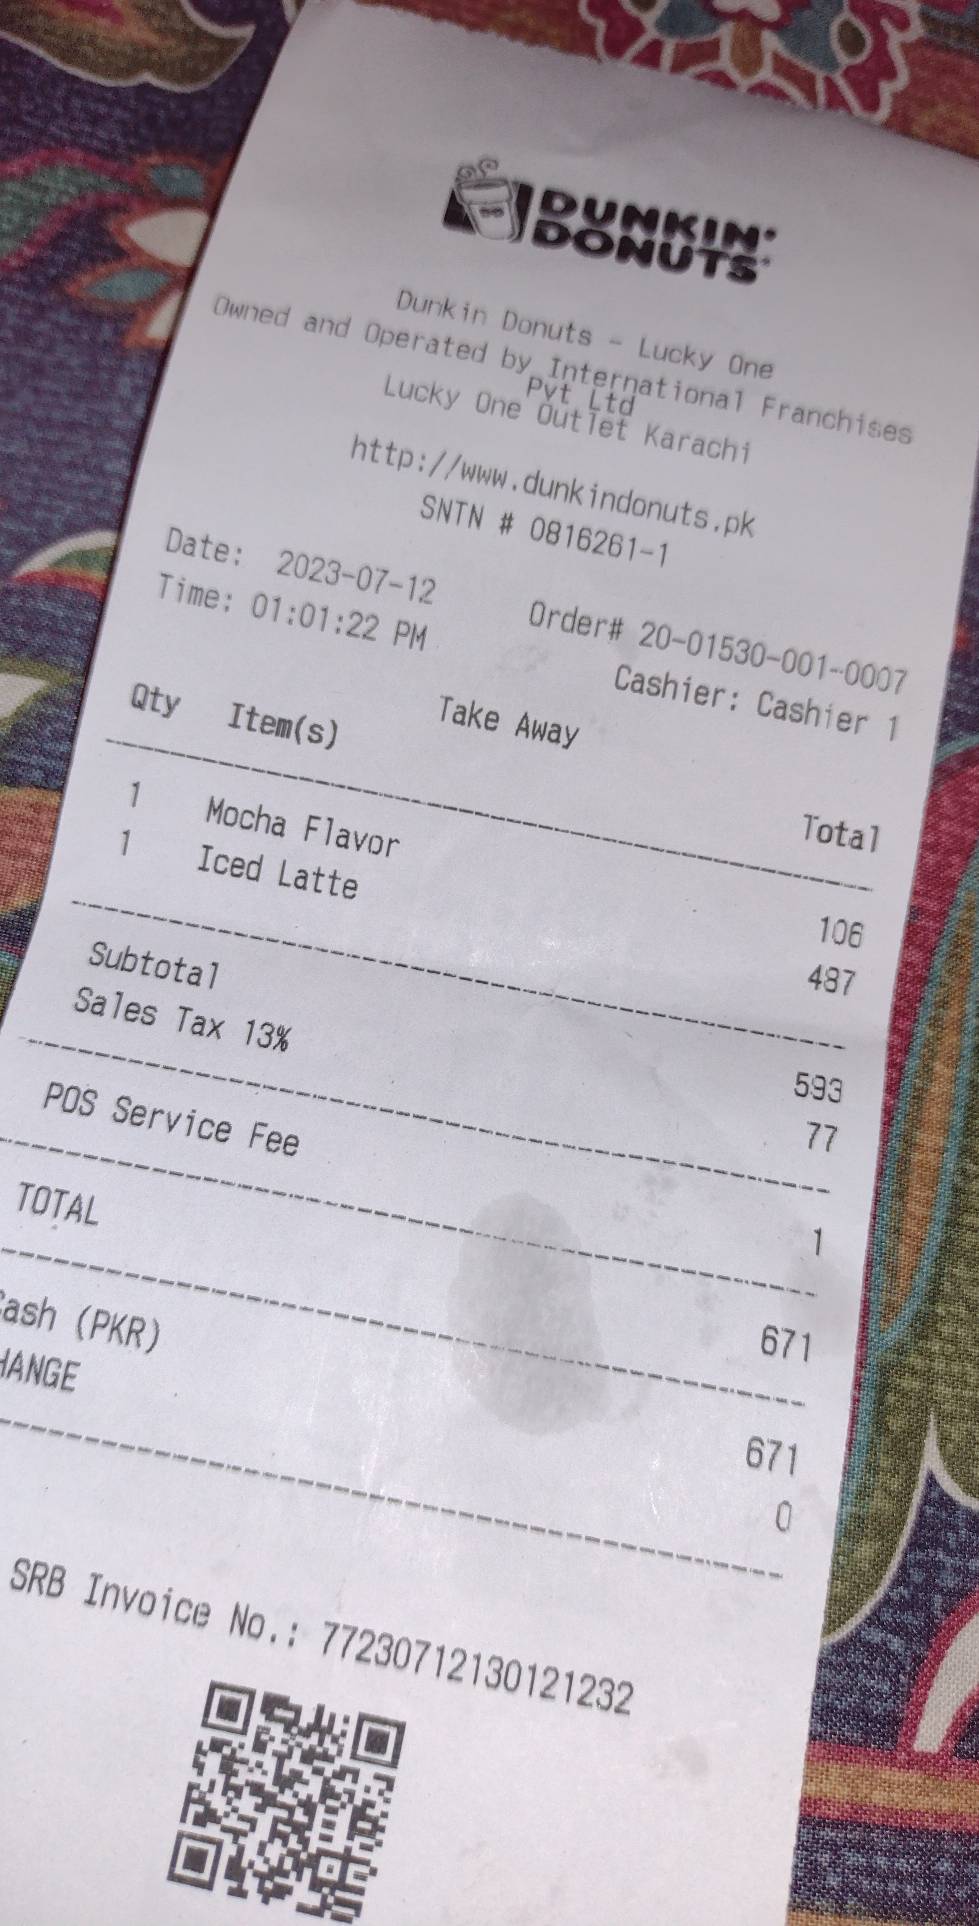 DUNKIN'
DONUTS
Dunkin Donuts - Lucky One
Owned and Operated by International Franchises
Pvt Ltd
Lucky One Outlet Karachi
http://www.dunkindonuts.pk
SNTN # 0816261-1
Date: 2023-07-12 Order# 20-01530-001-0007
Time: 01:01:22 PM Cashier: Cashier 1
Take Away
Qty Item(s) Total
1 Mocha Flavor 106
1 Iced Latte 487
Subtotal 593
Sales Tax 13% 77
POS Service Fee 1
TOTAL 671
Cash (PKR) 671
HANGE 0
SRB Invoice No.: 77230712130121232